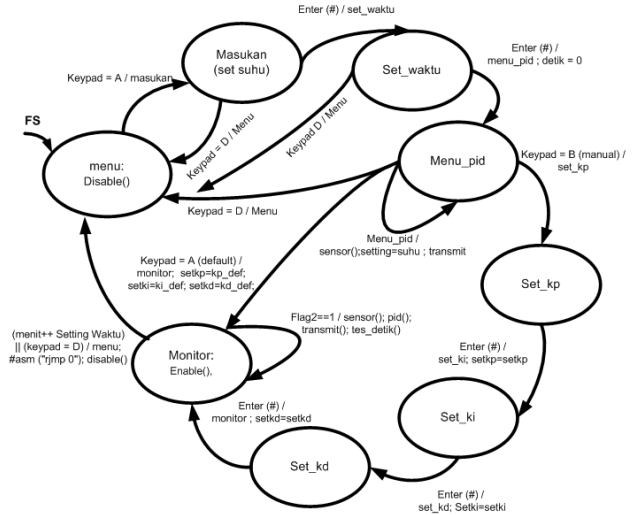 Enter (#) / set_waktu
Masukan
(set suhu)
Set_waktu
Enter (#) /
menu_pid ; detik = 0
Keypad = A / masukan
FS
Keypad = D / Menu
Keypad D / Menu
menu:
Disable()
Menu_pid
Keypad = B (manual) /
set_kp
Keypad = D / Menu
Menu_pid /
sensor();setting=suhu ; transmit
Keypad = A (default) /
monitor;  setkp=kp_def;
setki=ki_def; setkd=kd_def;
Set_kp
Flag2==1 / sensor(); pid();
transmit(); tes_detik()
(menit++ Setting Waktu)
|| (keypad = D) / menu;
#asm ("rjmp 0"); disable()
Monitor:
Enable(),
Enter (#) /
set_ki; setkp=setkp
Enter (#) /
monitor ; setkd=setkd
Set_ki
Set_kd
Enter (#) /
set_kd; Setki=setki